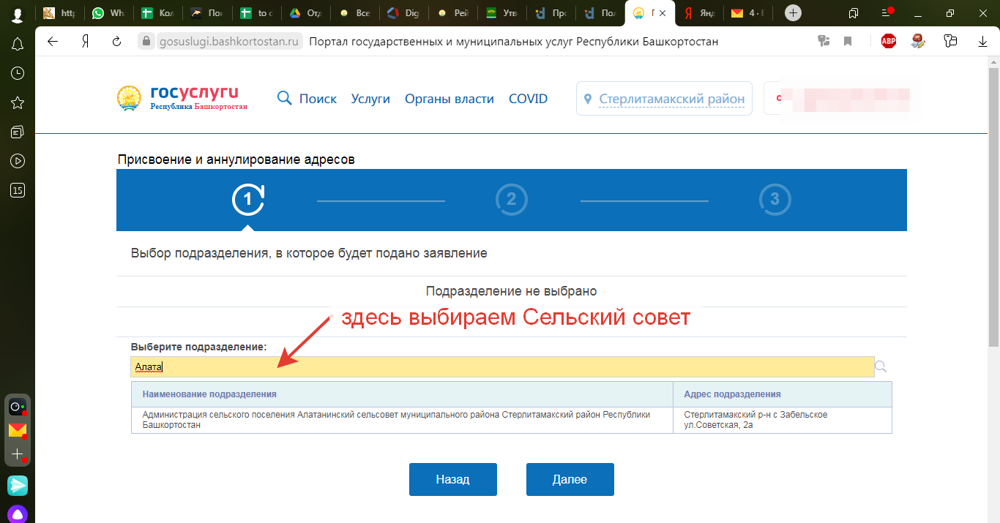 http
Wh
Кол
to c
Отд
Все
Dig
Рей
Утв
Пол
Янд
4 ·
gosuslugi.bashkortostan.ru Портал государственных и муниципальных услуг Республики Башкортостан
ABP
15
госуслуги
Республика Башкортостан
Поиск Услуги Органы власти COVID Стерлитамакский район
Присвоение и аннулирование адресов
1 2 3
Выбор подразделения, в которое будет подано заявление
Подразделение не выбрано
здесь выбираем Сельский совет
Выберите подразделение:
Алата
Наименование подразделения Адрес подразделения
Администрация сельского поселения Алатанинский сельсовет муниципального района Стерлитамакский район Республики Стерлитамакский р-н с Забельское
Башкортостан ул.Советская, 2а
Назад Далее